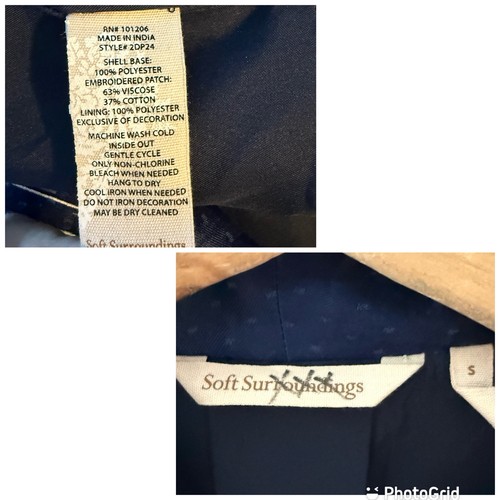 RN# 101206
MADE IN INDIA
STYLE# 2DP24
SHELL BASE:
100% POLYESTER
EMBROIDERED PATCH:
63% VISCOSE
37% COTTON
LINING: 100% POLYESTER
EXCLUSIVE OF DECORATION
MACHINE WASH COLD
INSIDE OUT
GENTLE CYCLE
ONLY NON-CHLORINE
BLEACH WHEN NEEDED
HANG TO DRY
COOL IRON WHEN NEEDED
DO NOT IRON DECORATION
MAY BE DRY CLEANED
Soft Surroundings
Soft Surroundings
S
PhotoGrid